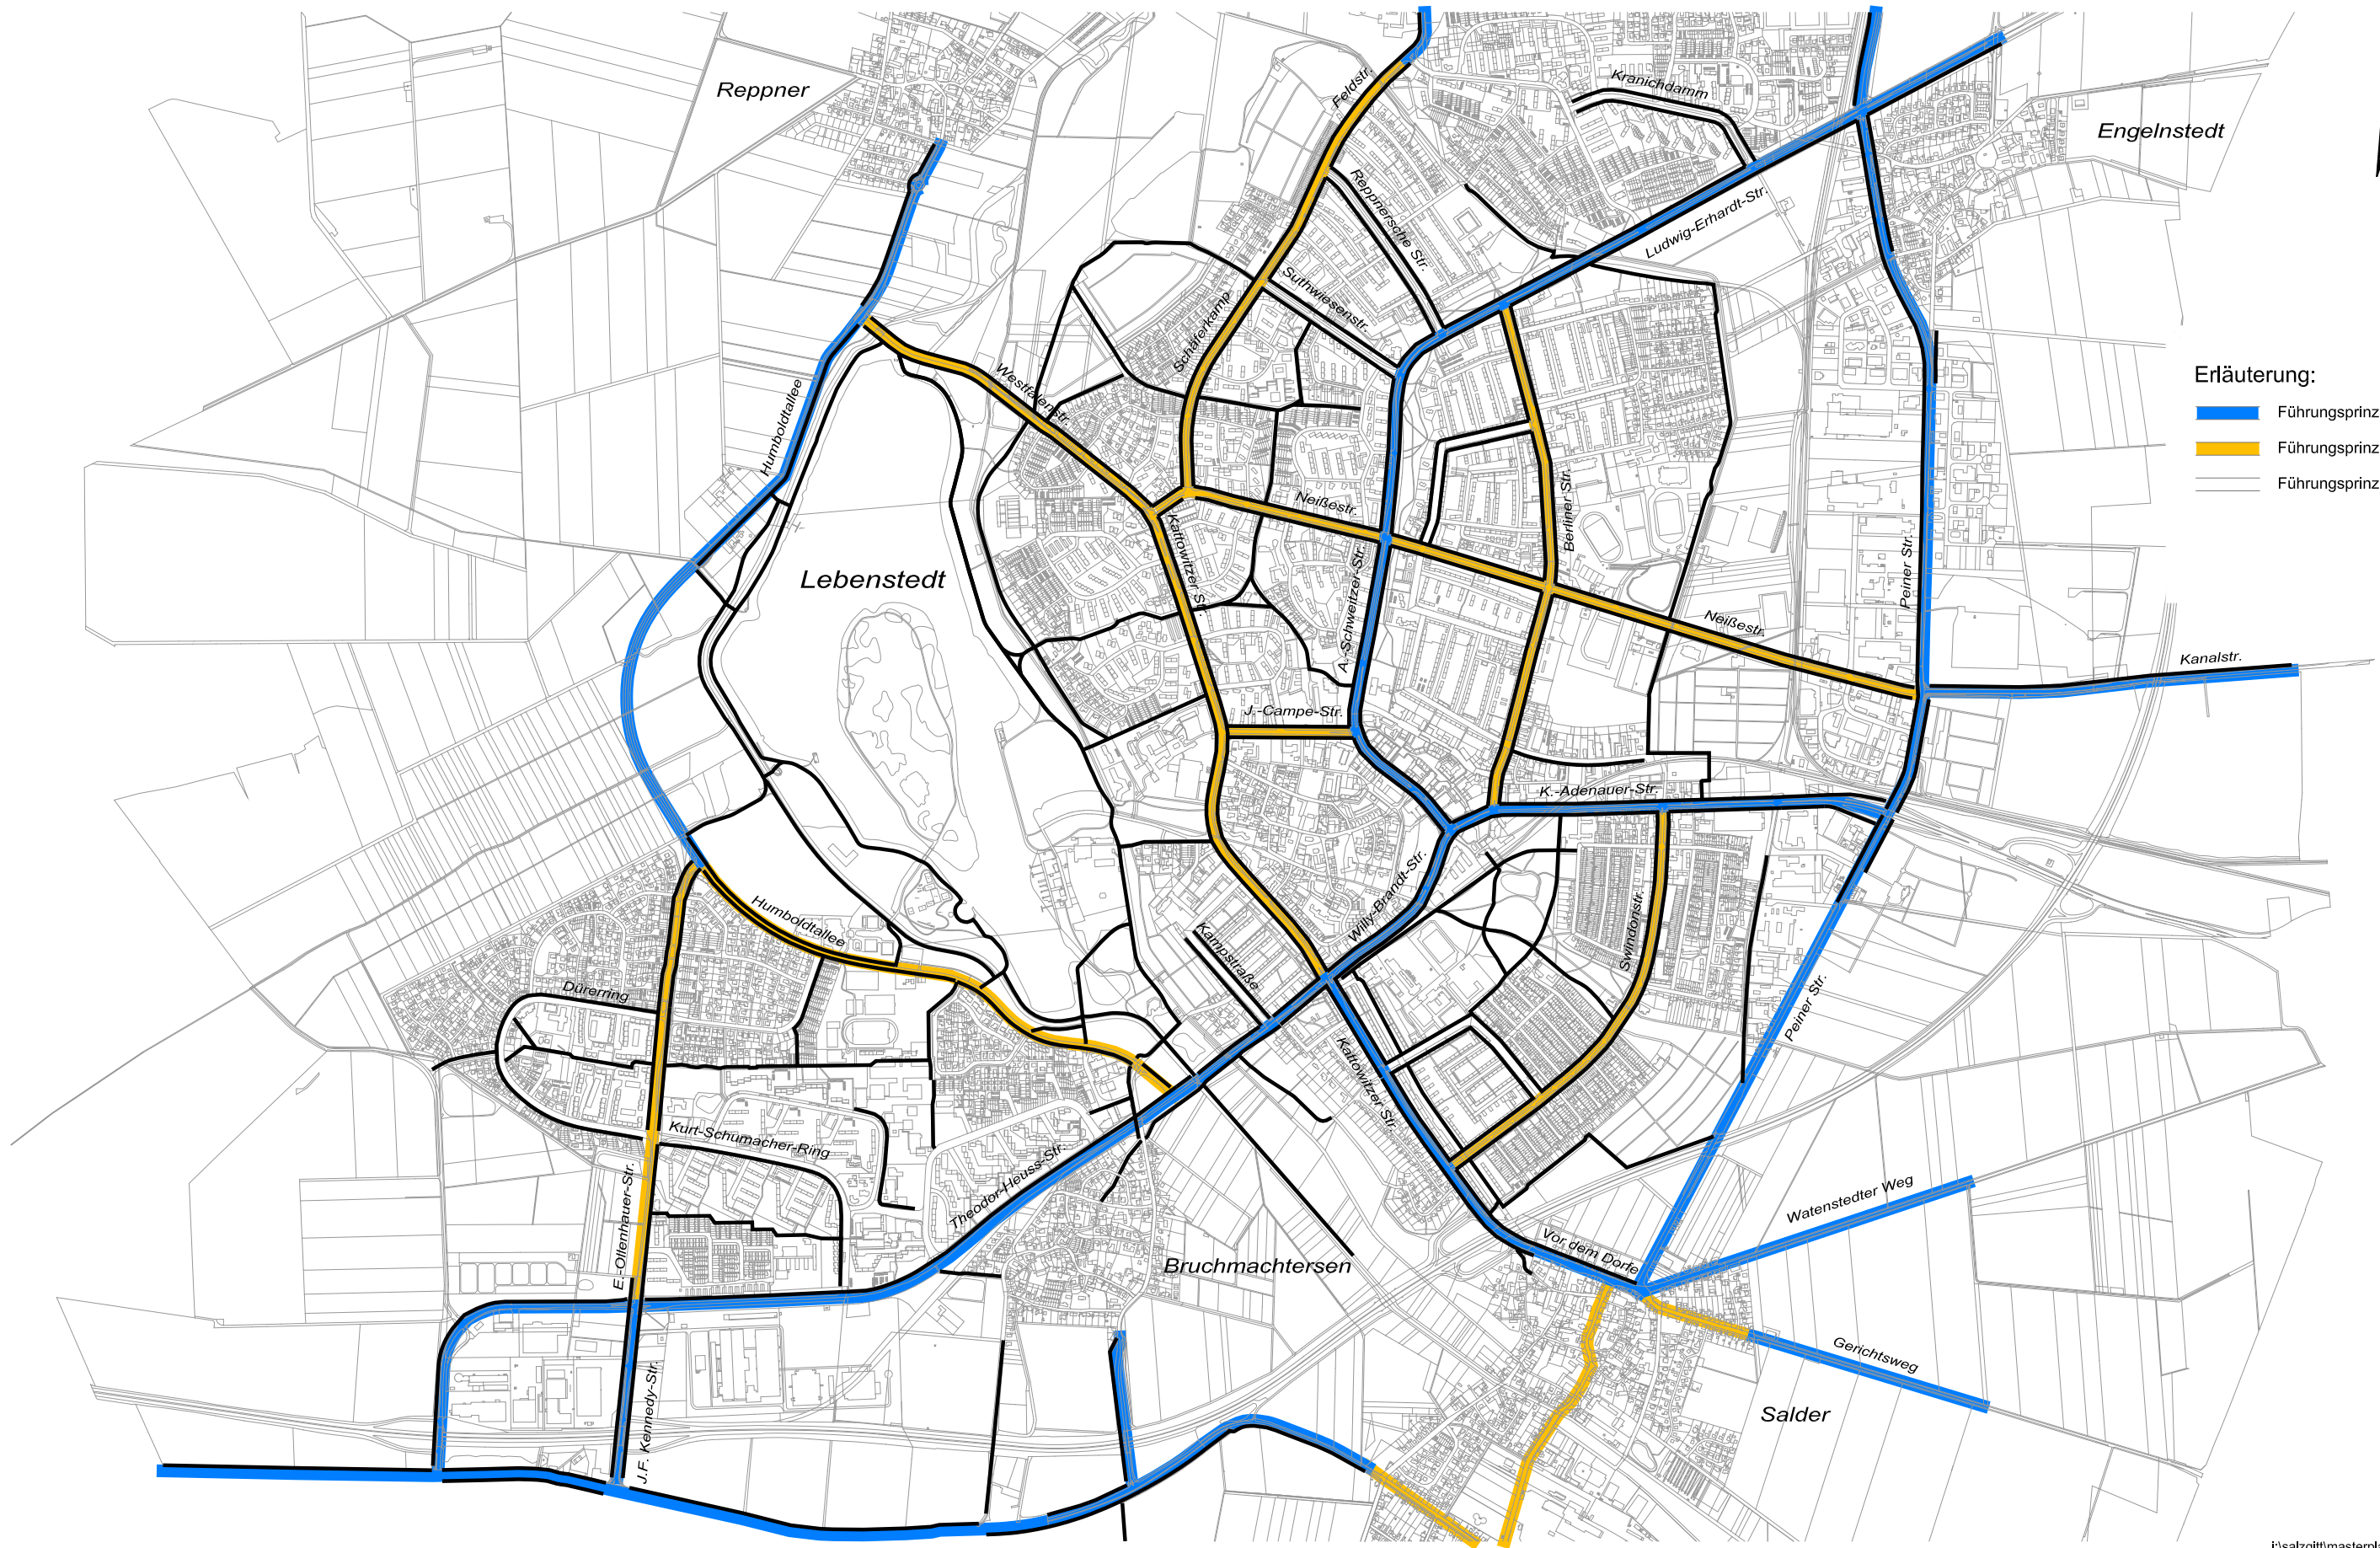 Reppner
Feldstr.
Kranichdamm
Engelnstedt
Reppnersche Str.
Ludwig-Erhardt-Str.
Suthwiesenstr.
Schäferkamp
Westfalenstr.
Humboldtallee
Erläuterung:
Führungsprinz
Führungsprinz
Führungsprinz
Neißestr.
Berliner Str.
Kattowitzer Str.
Peiner Str.
Lebenstedt
A.-Schweitzer-Str.
Neißestr.
Kanalstr.
J.-Campe-Str.
K.-Adenauer-Str.
Willy-Brandt-Str.
Humboldtallee
Kampstraße
Swindonstr.
Dürerring
Peiner Str.
Kattowitzer Str.
Kurt-Schumacher-Ring
Theodor-Heuss-Str.
E.-Ollenhauer-Str.
Watenstedter Weg
Vor dem Dorfe
Bruchmachtersen
Gerichtsweg
J.F. Kennedy-Str.
Salder
j:\salzgitt\masterpl